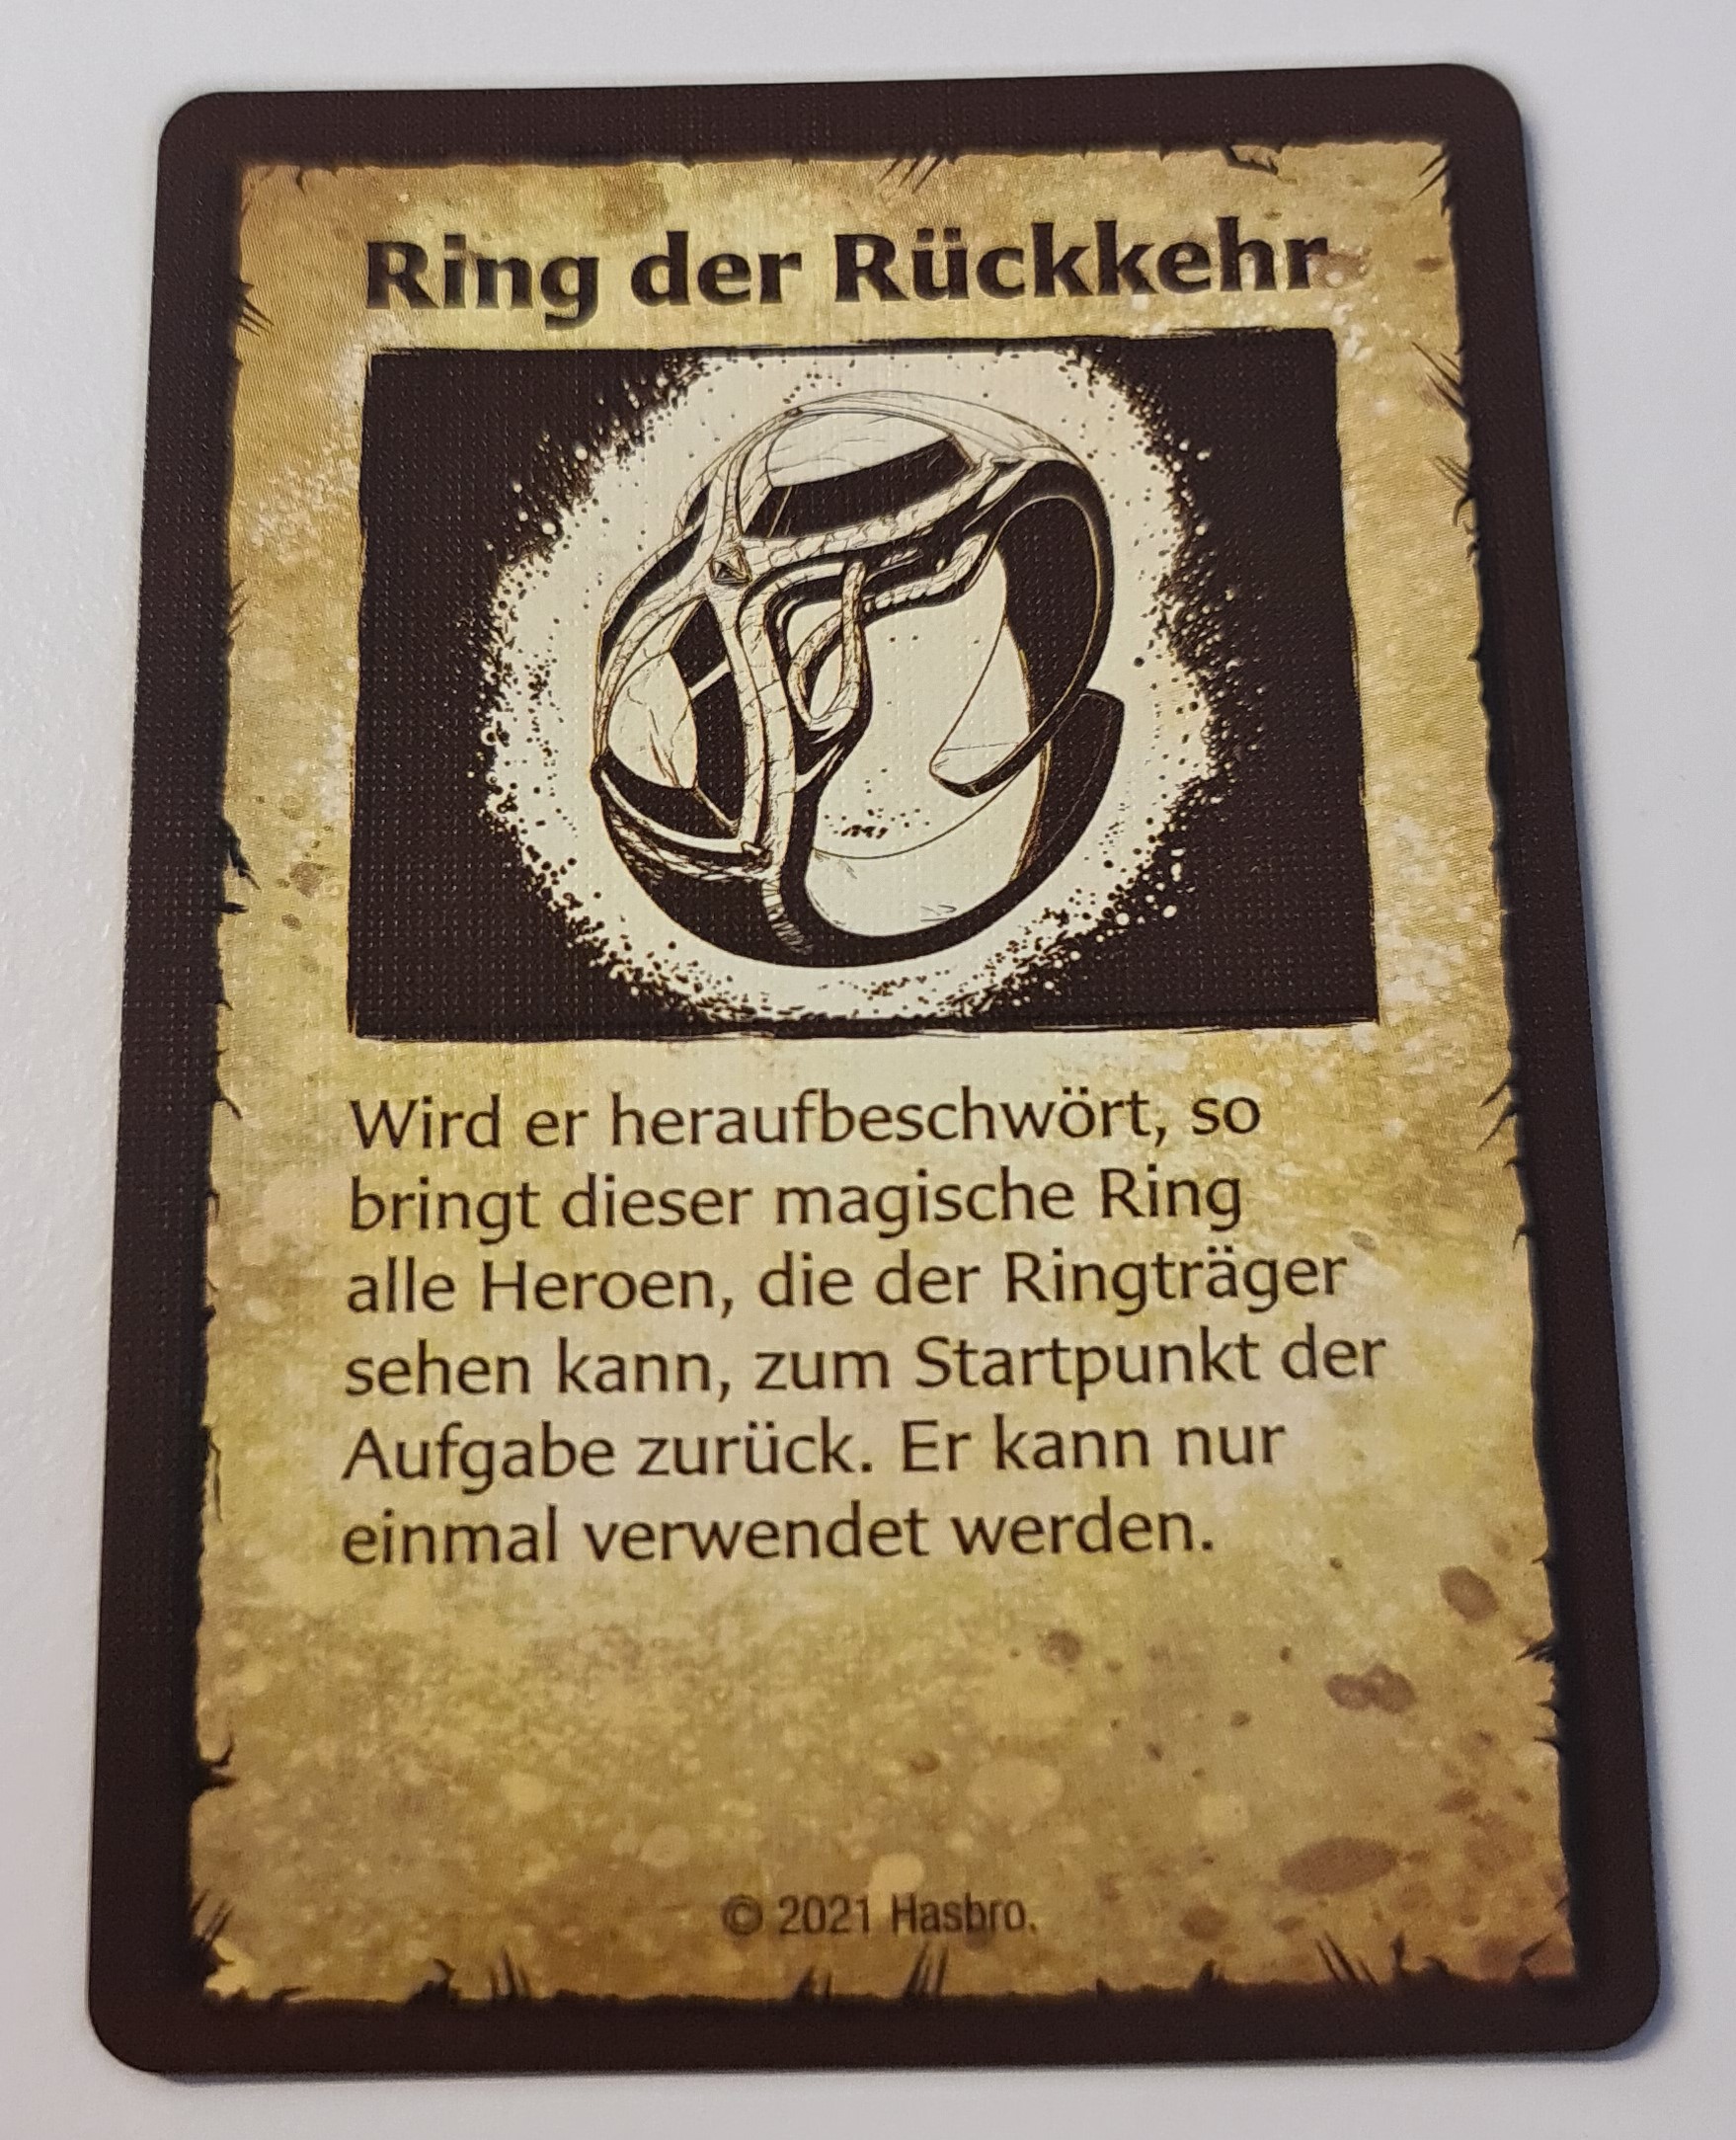 Ring der Rückkehr
Wird er heraufbeschwört, so
bringt dieser magische Ring
alle Heroen, die der Ringträger
sehen kann, zum Startpunkt der
Aufgabe zurück. Er kann nur
einmal verwendet werden.
© 2021 Hasbro.